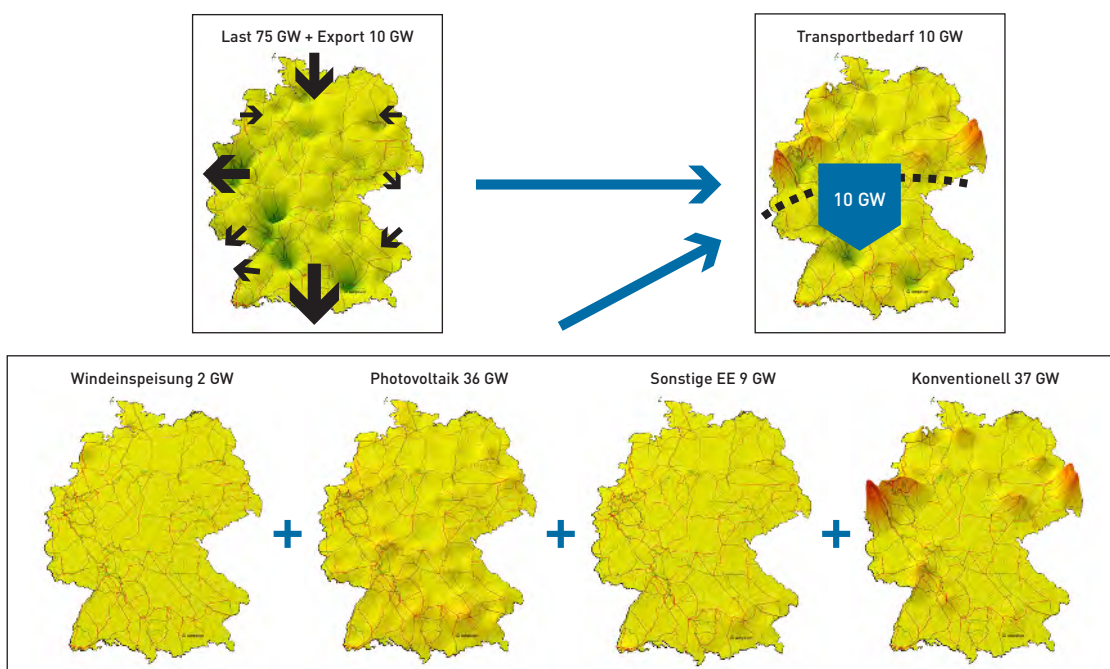 Last 75 GW + Export 10 GW
Transportbedarf 10 GW
10 GW
Windeinspeisung 2 GW
Photovoltaik 36 GW
Sonstige EE 9 GW
Konventionell 37 GW
+
+
+